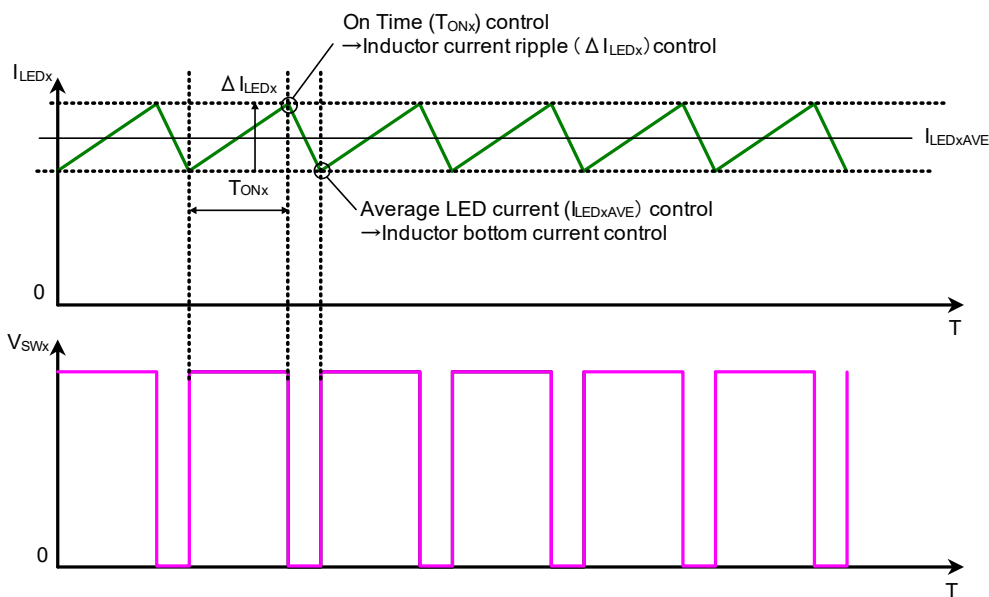 On Time (TONx) control
→Inductor current ripple (ΔILEDx) control
ILEDx
ΔILEDx
ILEDxAVE
TONx
Average LED current (ILEDxAVE) control
→Inductor bottom current control
0
T
VSWx
0
T